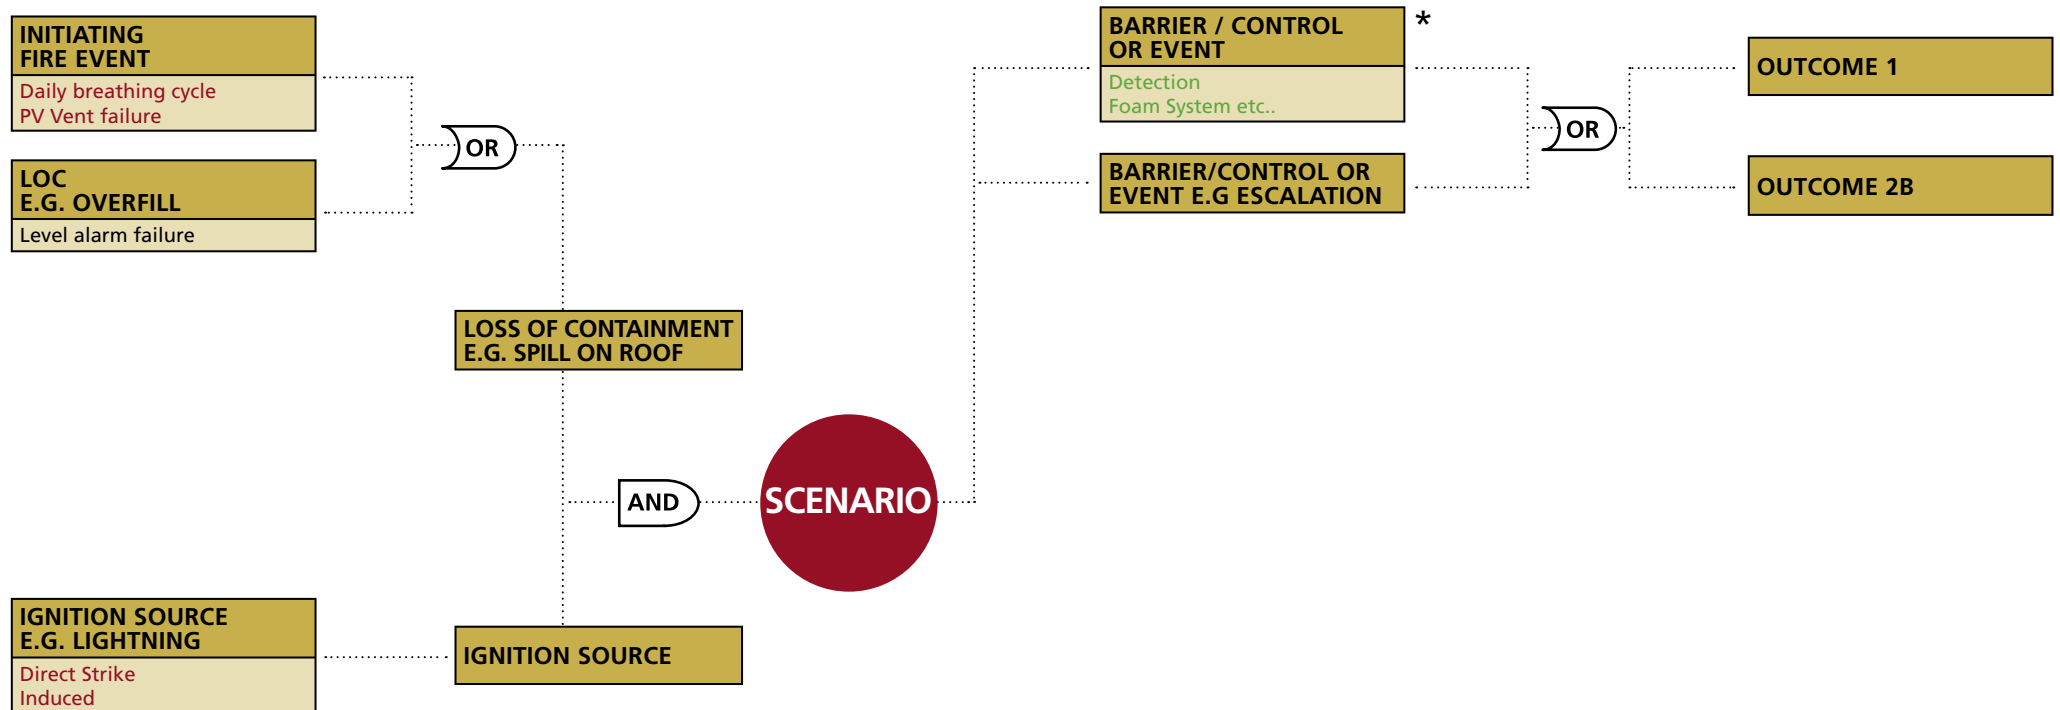 INITIATING
FIRE EVENT
Daily breathing cycle
PV Vent failure
LOC
E.G. OVERFILL
Level alarm failure
OR
LOSS OF CONTAINMENT
E.G. SPILL ON ROOF
IGNITION SOURCE
E.G. LIGHTNING
Direct Strike
Induced
IGNITION SOURCE
AND
SCENARIO
BARRIER / CONTROL
OR EVENT
*
Detection
Foam System etc..
BARRIER/CONTROL OR
EVENT E.G ESCALATION
OR
OUTCOME 1
OUTCOME 2B